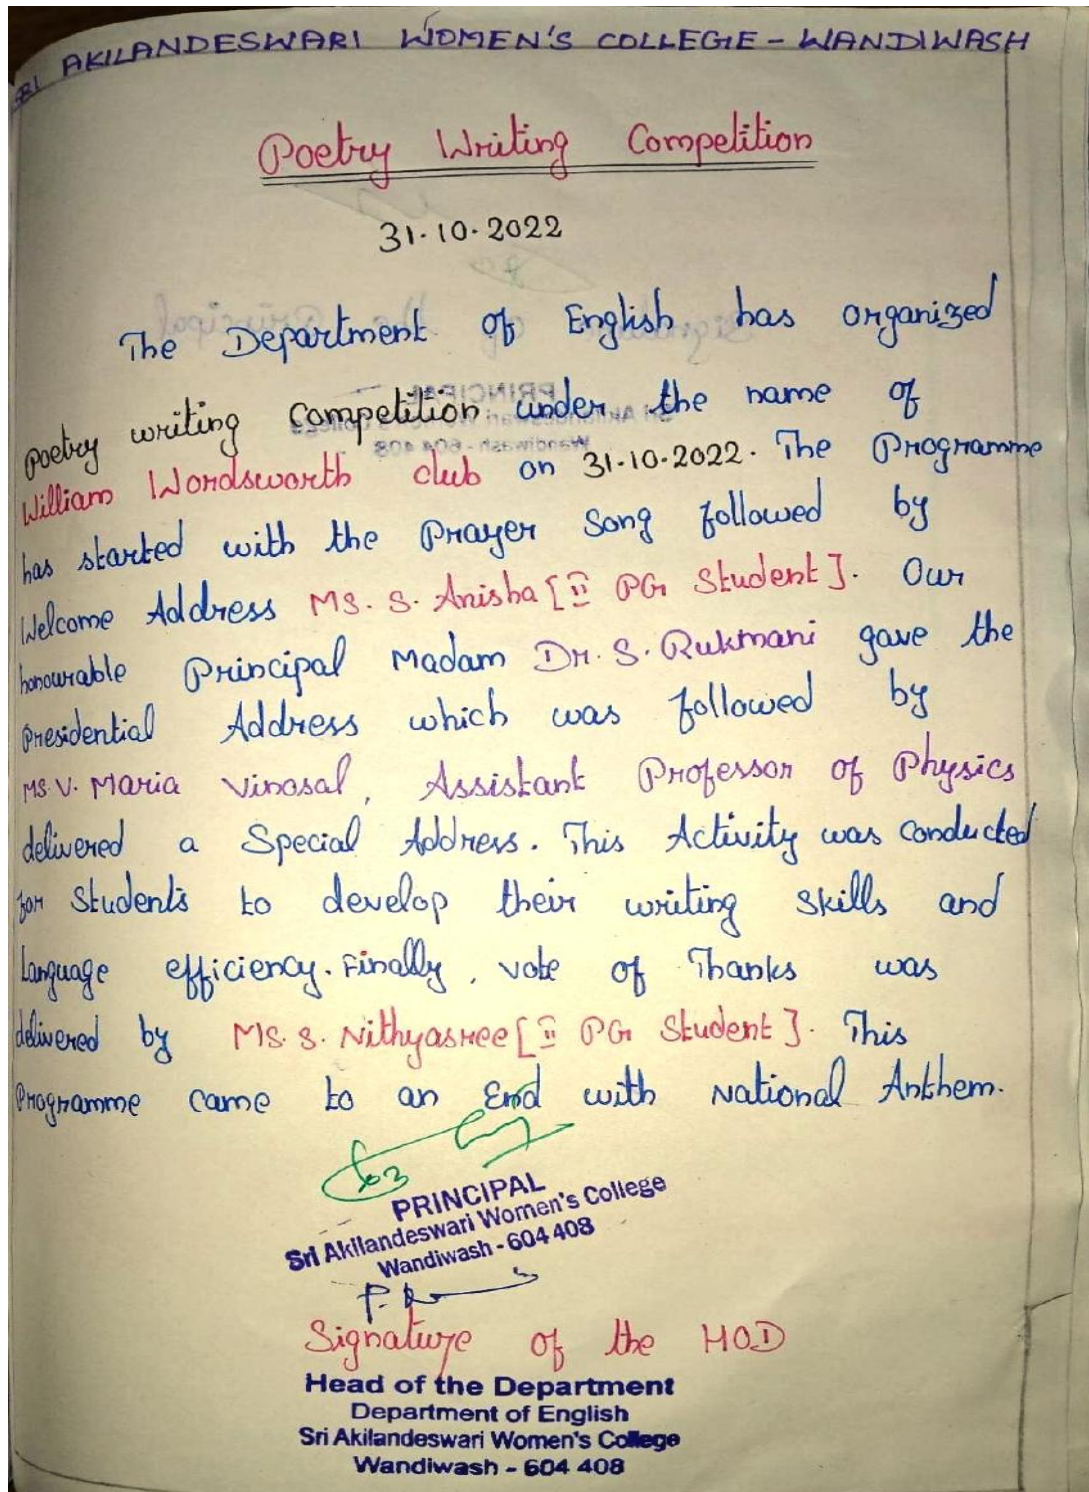 SRI AKILANDESWARI WOMEN'S COLLEGE - WANDIWASH
Poetry Writing Competition
31.10.2022
The Department of English has organized
poetry writing Competition under the name of
William Wordsworth club on 31.10.2022. The Programme
has started with the Prayer Song followed by
Welcome Address MS. S. Anisha [II PG Student]. Our
honourable Principal Madam Dr. S. Rukmani gave the
Presidential Address which was followed by
MS. V. Maria Vinosal, Assistant Professor of Physics
delivered a Special Address. This Activity was conducted
for Students to develop their writing skills and
Language efficiency. Finally, vote of Thanks was
delivered by MS. S. Nithyasree [II PG Student]. This
Programme came to an End with National Anthem.
PRINCIPAL
Sri Akilandeswari Women's College
Wandiwash - 604 408
Signature of the HOD
Head of the Department
Department of English
Sri Akilandeswari Women's College
Wandiwash - 604 408